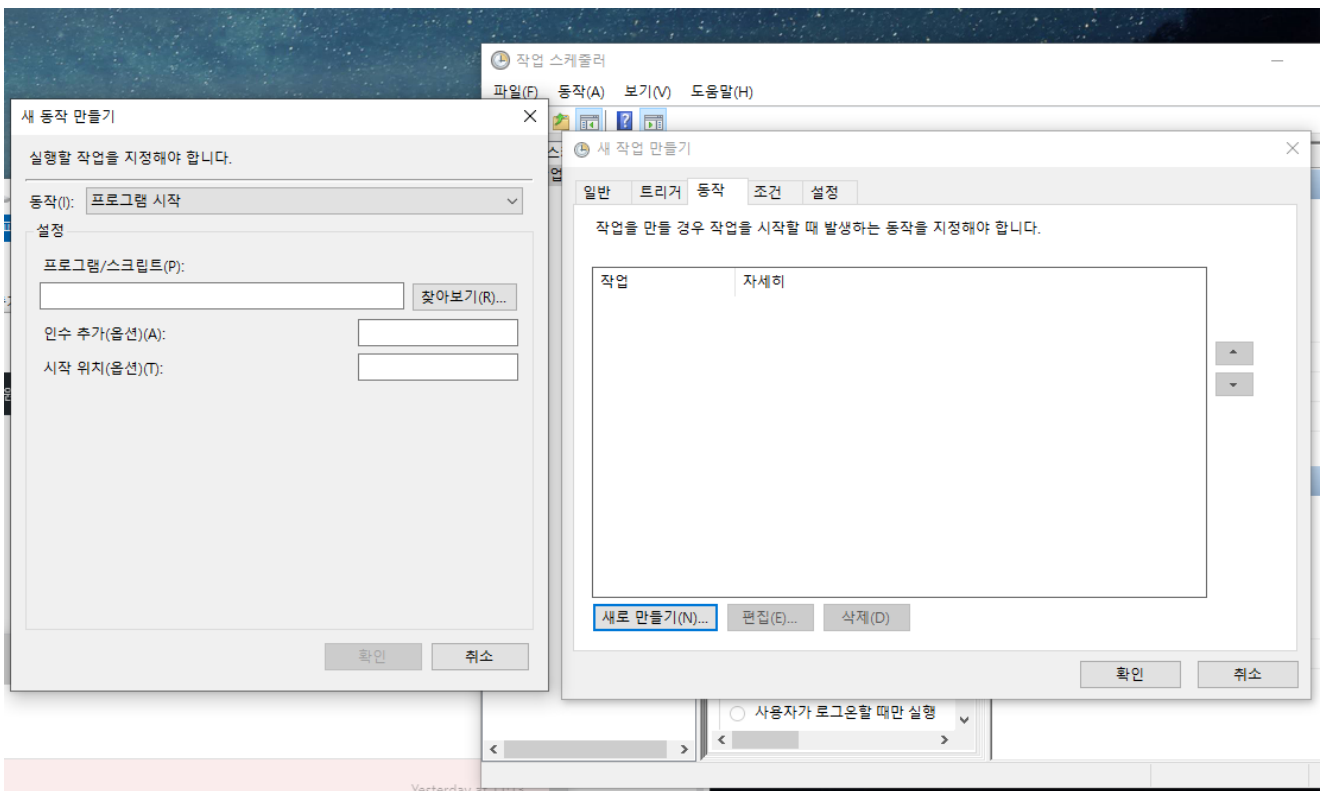 작업 스케줄러
파일(F) 동작(A) 보기(V) 도움말(H)
새 동작 만들기
실행할 작업을 지정해야 합니다.
동작(I): 프로그램 시작
설정
프로그램/스크립트(P):
찾아보기(R)...
인수 추가(옵션)(A):
시작 위치(옵션)(T):
확인 취소
새 작업 만들기
일반 트리거 동작 조건 설정
작업을 만들 경우 작업을 시작할 때 발생하는 동작을 지정해야 합니다.
작업 자세히
새로 만들기(N)... 편집(E)... 삭제(D)
확인 취소
사용자가 로그온할 때만 실행
Yesterday at